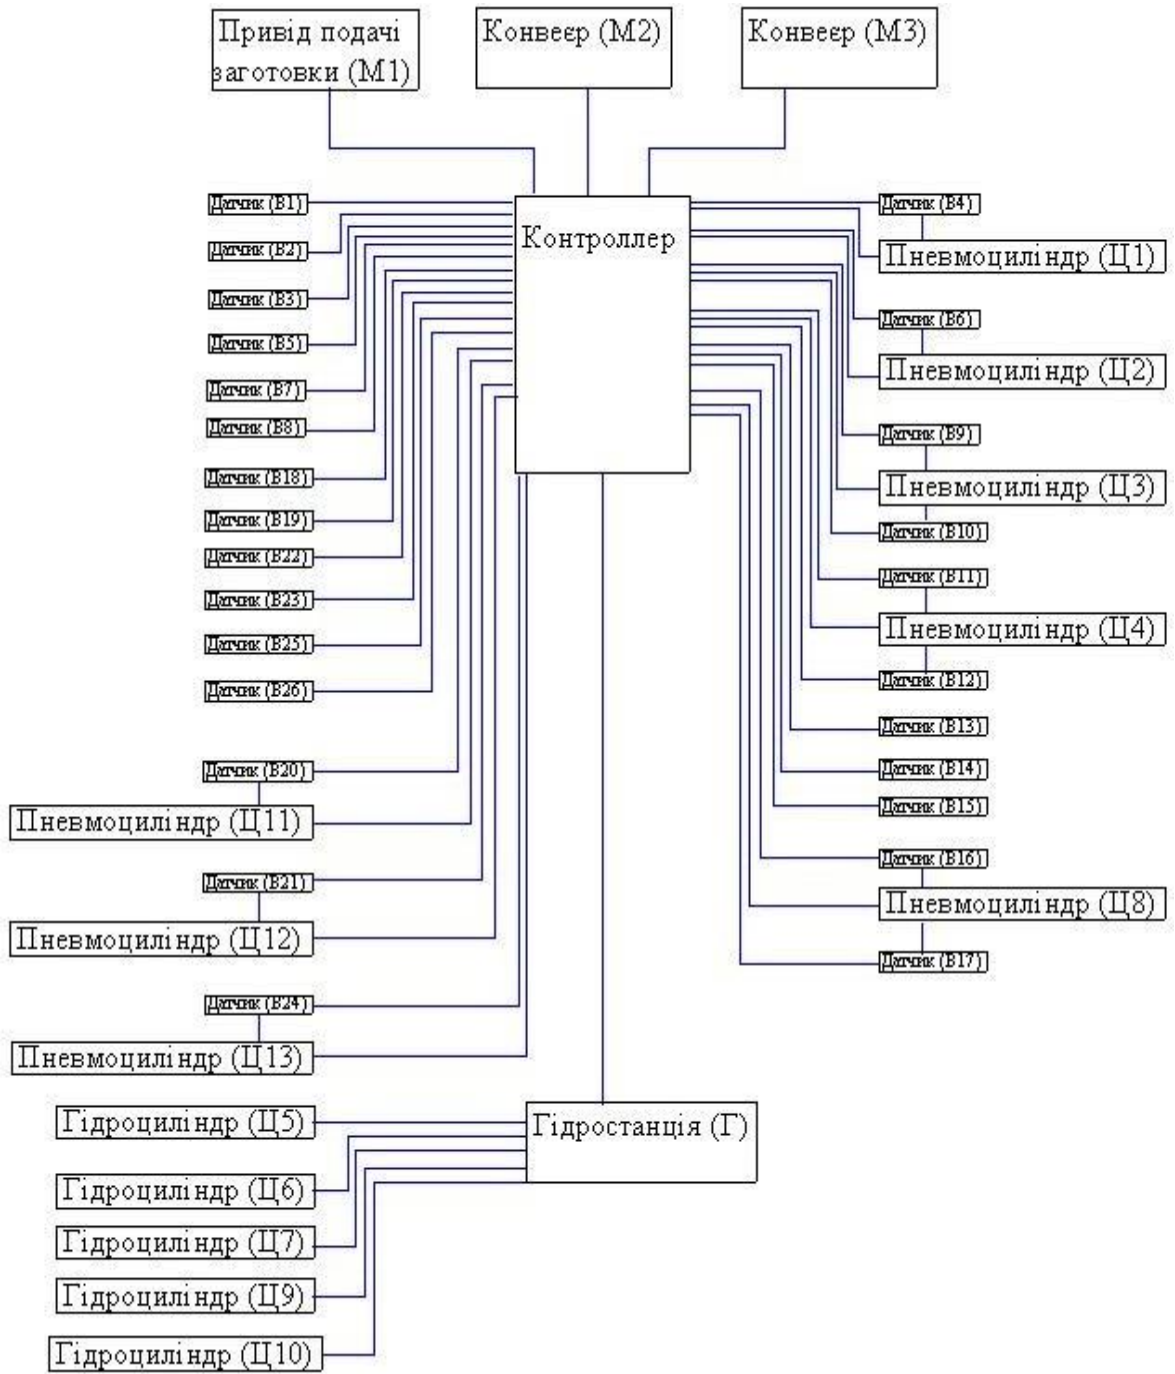 Привід подачі
заготовки (М1)
Конвеєр (М2)
Конвеєр (М3)
Контроллер
Датчик (В1)
Датчик (В2)
Датчик (В3)
Датчик (В5)
Датчик (В7)
Датчик (В8)
Датчик (В18)
Датчик (В19)
Датчик (В22)
Датчик (В23)
Датчик (В25)
Датчик (В26)
Датчик (В20)
Пневмоциліндр (Ц11)
Датчик (В21)
Пневмоциліндр (Ц12)
Датчик (В24)
Пневмоциліндр (Ц13)
Датчик (В4)
Пневмоциліндр (Ц1)
Датчик (В6)
Пневмоциліндр (Ц2)
Датчик (В9)
Пневмоциліндр (Ц3)
Датчик (В10)
Датчик (В11)
Пневмоциліндр (Ц4)
Датчик (В12)
Датчик (В13)
Датчик (В14)
Датчик (В15)
Датчик (В16)
Пневмоциліндр (Ц8)
Датчик (В17)
Гідростанція (Г)
Гідроциліндр (Ц5)
Гідроциліндр (Ц6)
Гідроциліндр (Ц7)
Гідроциліндр (Ц9)
Гідроциліндр (Ц10)